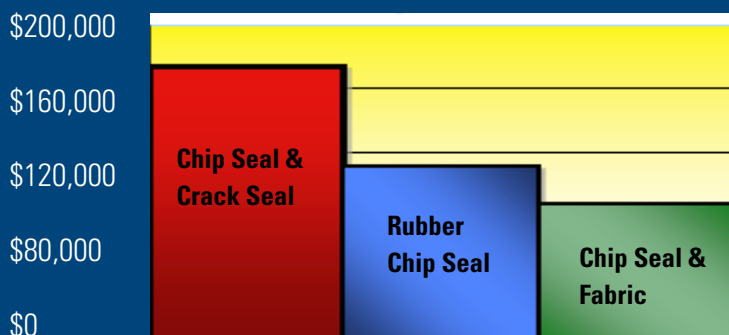 $200,000
$160,000
$120,000
$80,000
$0
Chip Seal &
Crack Seal
Rubber
Chip Seal
Chip Seal &
Fabric